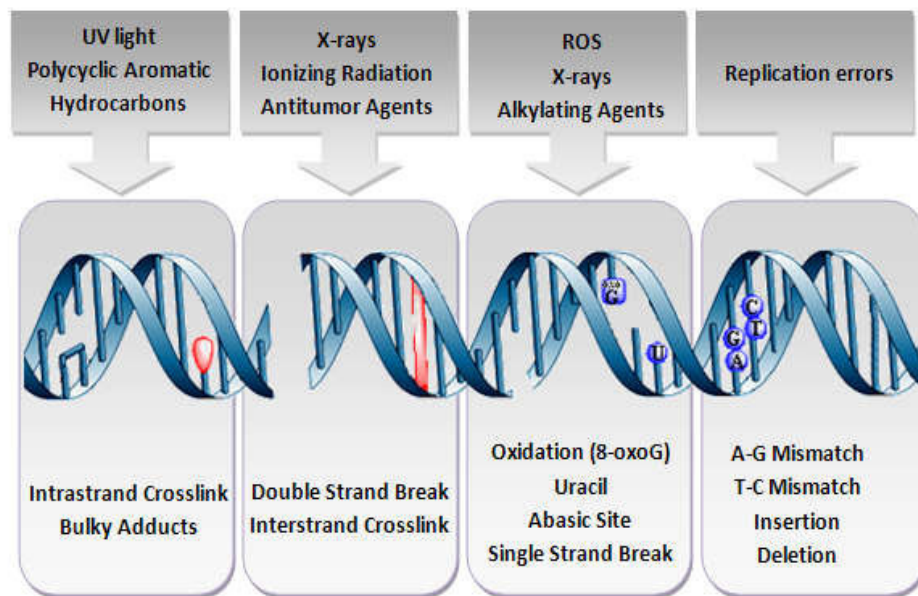 UV light
Polycyclic Aromatic
Hydrocarbons
X-rays
Ionizing Radiation
Antitumor Agents
ROS
X-rays
Alkylating Agents
Replication errors
Intrastrand Crosslink
Bulky Adducts
Double Strand Break
Interstrand Crosslink
oxo
G
U
Oxidation (8-oxoG)
Uracil
Abasic Site
Single Strand Break
C
T
G
A
A-G Mismatch
T-C Mismatch
Insertion
Deletion